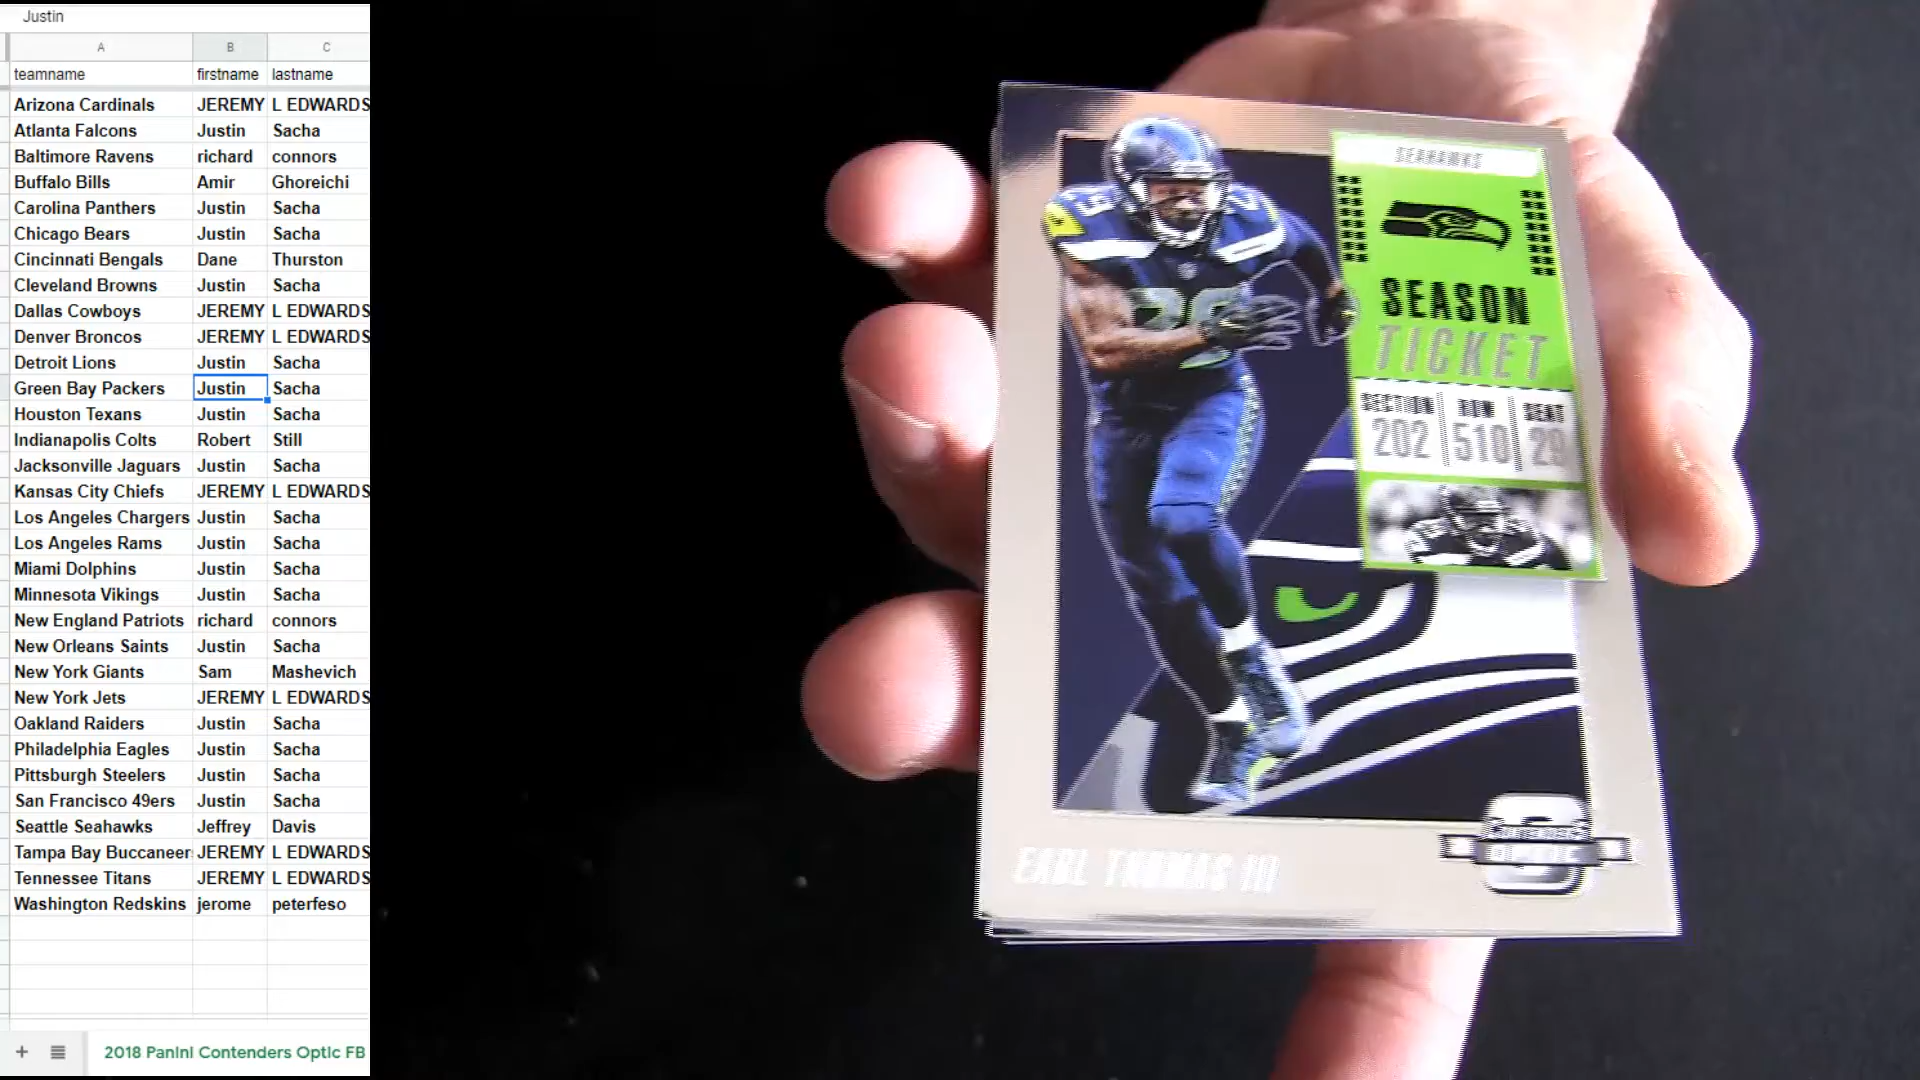 Justin
A B C
teamname firstname lastname
Arizona Cardinals JEREMY L EDWARDS
Atlanta Falcons Justin Sacha
Baltimore Ravens richard connors
Buffalo Bills Amir Ghoreichi
Carolina Panthers Justin Sacha
Chicago Bears Justin Sacha
Cincinnati Bengals Dane Thurston
Cleveland Browns Justin Sacha
Dallas Cowboys JEREMY L EDWARDS
Denver Broncos JEREMY L EDWARDS
Detroit Lions Justin Sacha
Green Bay Packers Justin Sacha
Houston Texans Justin Sacha
Indianapolis Colts Robert Still
Jacksonville Jaguars Justin Sacha
Kansas City Chiefs JEREMY L EDWARDS
Los Angeles Chargers Justin Sacha
Los Angeles Rams Justin Sacha
Miami Dolphins Justin Sacha
Minnesota Vikings Justin Sacha
New England Patriots richard connors
New Orleans Saints Justin Sacha
New York Giants Sam Mashevich
New York Jets JEREMY L EDWARDS
Oakland Raiders Justin Sacha
Philadelphia Eagles Justin Sacha
Pittsburgh Steelers Justin Sacha
San Francisco 49ers Justin Sacha
Seattle Seahawks Jeffrey Davis
Tampa Bay Buccaneer JEREMY L EDWARDS
Tennessee Titans JEREMY L EDWARDS
Washington Redskins jerome peterfeso
2018 Panini Contenders Optic FB
SEAHAWKS
SEASON
TICKET
SECTION ROW SEAT
202 510 29
29
EARL THOMAS III
CONTENDERS
OPTIC